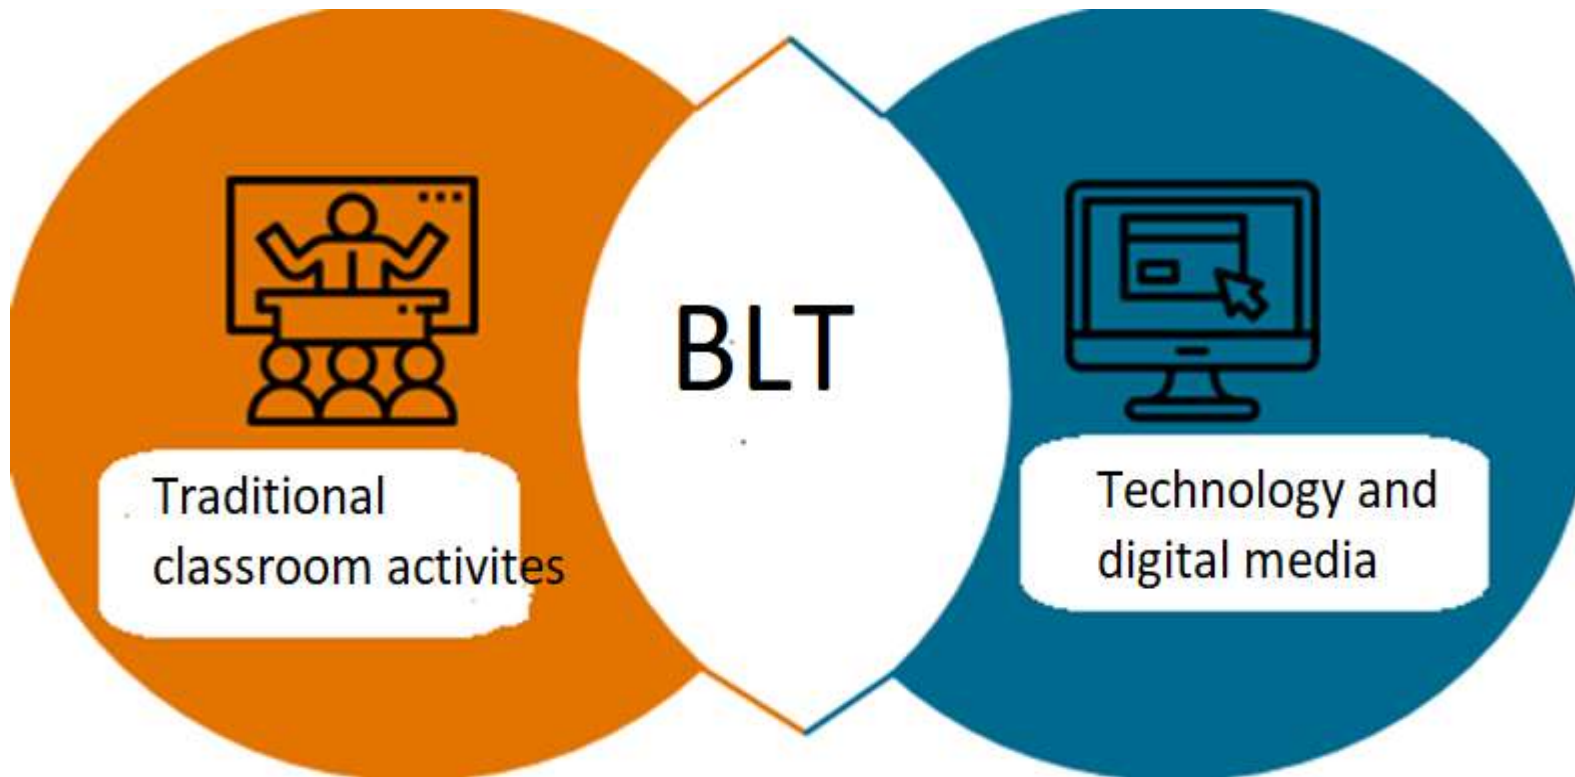 BLT
Traditional
classroom activites
Technology and
digital media